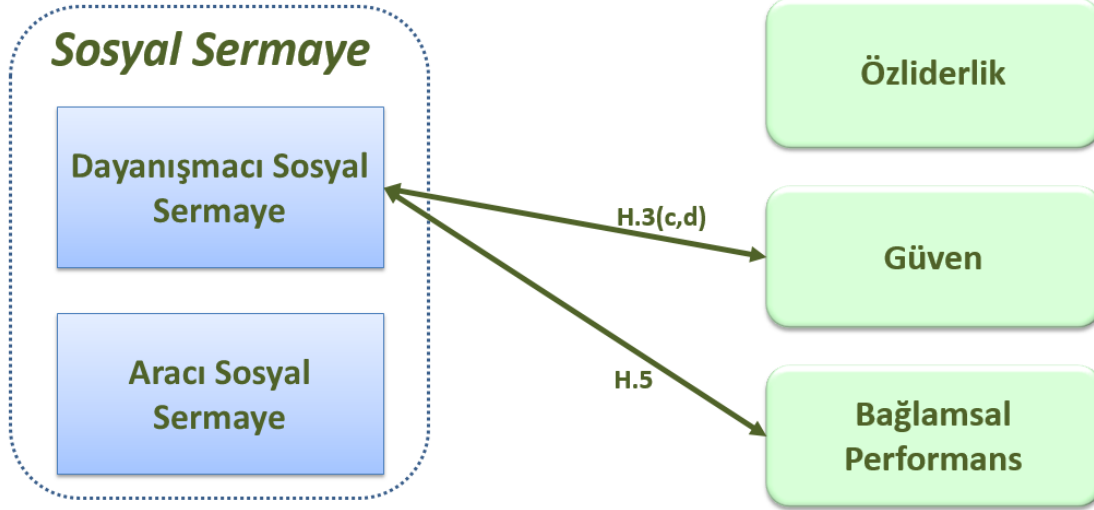 Sosyal Sermaye
Dayanışmacı Sosyal
Sermaye
Aracı Sosyal
Sermaye
H.3(c,d)
H.5
Özliderlik
Güven
Bağlamsal
Performans